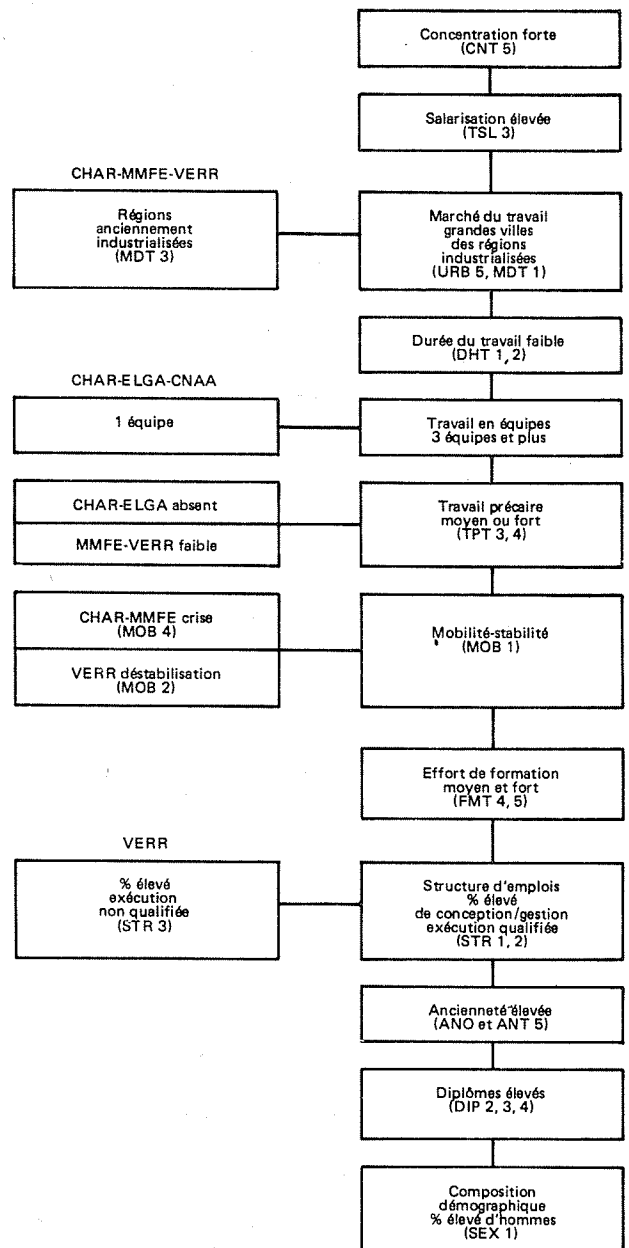 Concentration forte
(CNT 5)
Salarisation élevée
(TSL 3)
CHAR-MMFE-VERR
Régions
anciennement
industrialisées
(MDT 3)
Marché du travail
grandes villes
des régions
industrialisées
(URB 5, MDT 1)
Durée du travail faible
(DHT 1, 2)
CHAR-ELGA-CNAA
1 équipe
Travail en équipes
3 équipes et plus
CHAR-ELGA absent
MMFE-VERR faible
Travail précaire
moyen ou fort
(TPT 3, 4)
CHAR-MMFE crise
(MOB 4)
VERR déstabilisation
(MOB 2)
Mobilité-stabilité
(MOB 1)
Effort de formation
moyen et fort
(FMT 4, 5)
VERR
% élevé
exécution
non qualifiée
(STR 3)
Structure d'emplois
% élevé
de conception/gestion
exécution qualifiée
(STR 1, 2)
Ancienneté élevée
(ANO et ANT 5)
Diplômes élevés
(DIP 2, 3, 4)
Composition
démographique
% élevé d'hommes
(SEX 1)